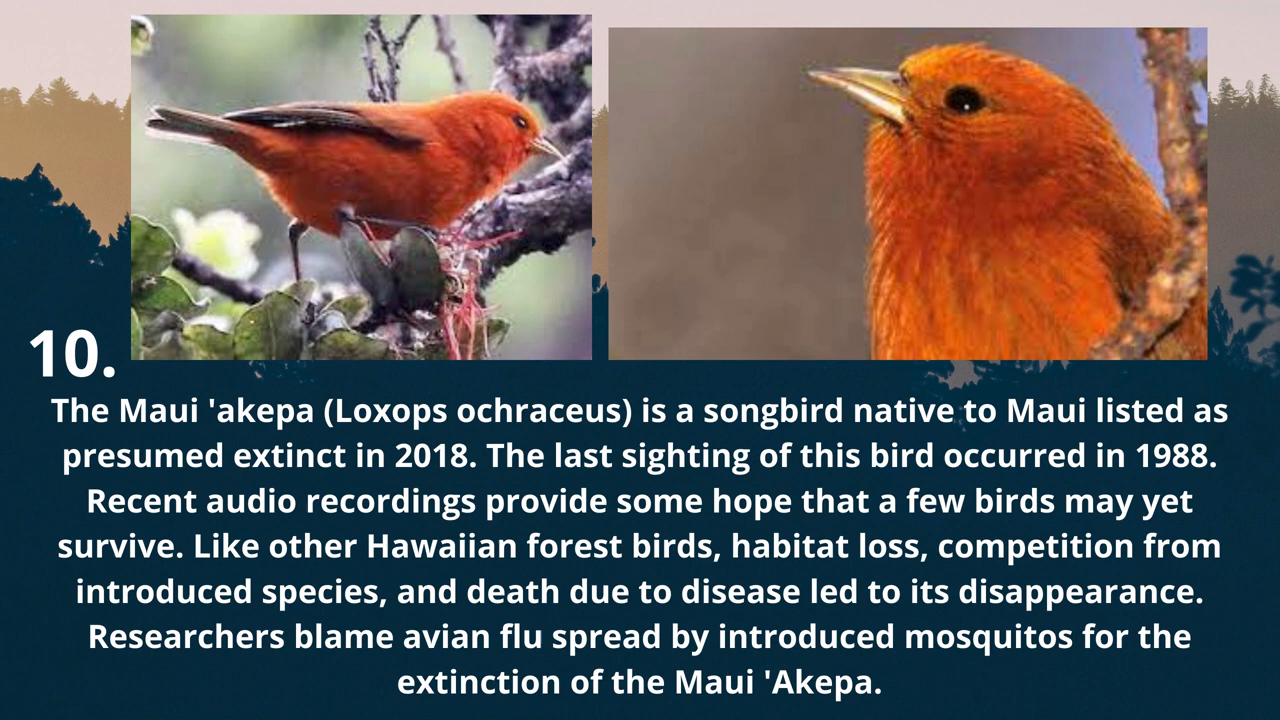 10.
The Maui 'akepa (Loxops ochraceus) is a songbird native to Maui listed as
presumed extinct in 2018. The last sighting of this bird occurred in 1988.
Recent audio recordings provide some hope that a few birds may yet
survive. Like other Hawaiian forest birds, habitat loss, competition from
introduced species, and death due to disease led to its disappearance.
Researchers blame avian flu spread by introduced mosquitos for the
extinction of the Maui 'Akepa.